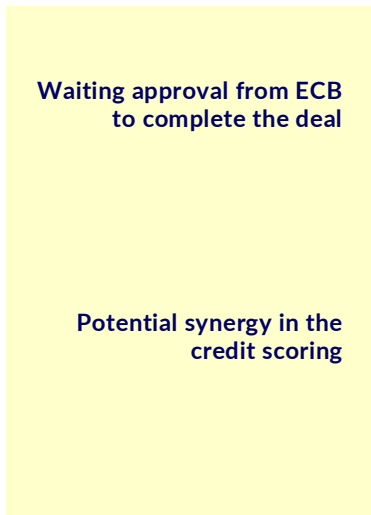 Waiting approval from ECB
to complete the deal
Potential synergy in the
credit scoring